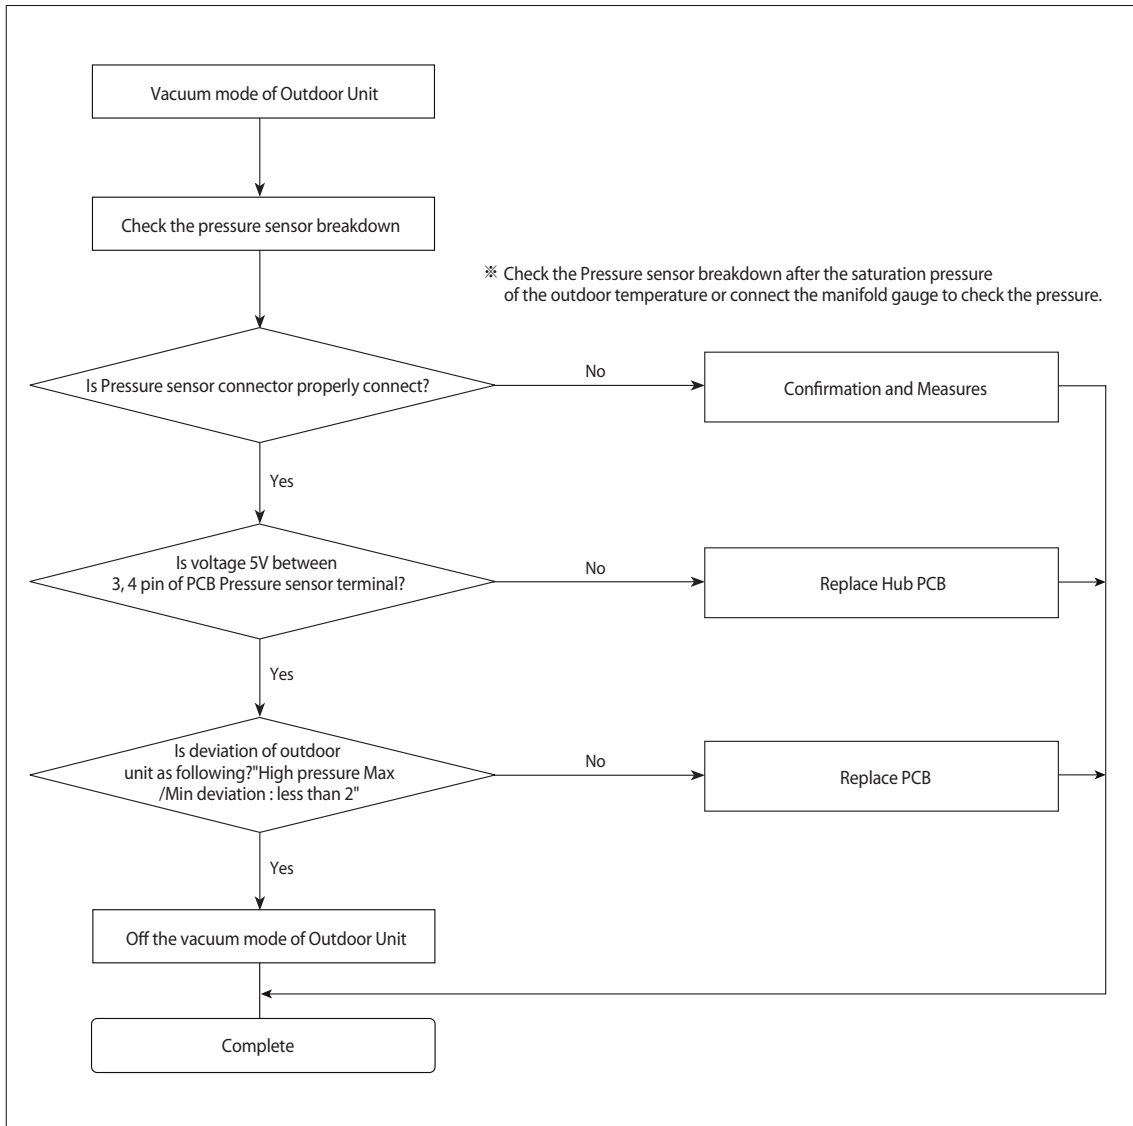 Vacuum mode of Outdoor Unit
Check the pressure sensor breakdown
※ Check the Pressure sensor breakdown after the saturation pressure
of the outdoor temperature or connect the manifold gauge to check the pressure.
Is Pressure sensor connector properly connect?
No
Confirmation and Measures
Yes
Is voltage 5V between
3, 4 pin of PCB Pressure sensor terminal?
No
Replace Hub PCB
Yes
Is deviation of outdoor
unit as following?"High pressure Max
/Min deviation : less than 2"
No
Replace PCB
Yes
Off the vacuum mode of Outdoor Unit
Complete